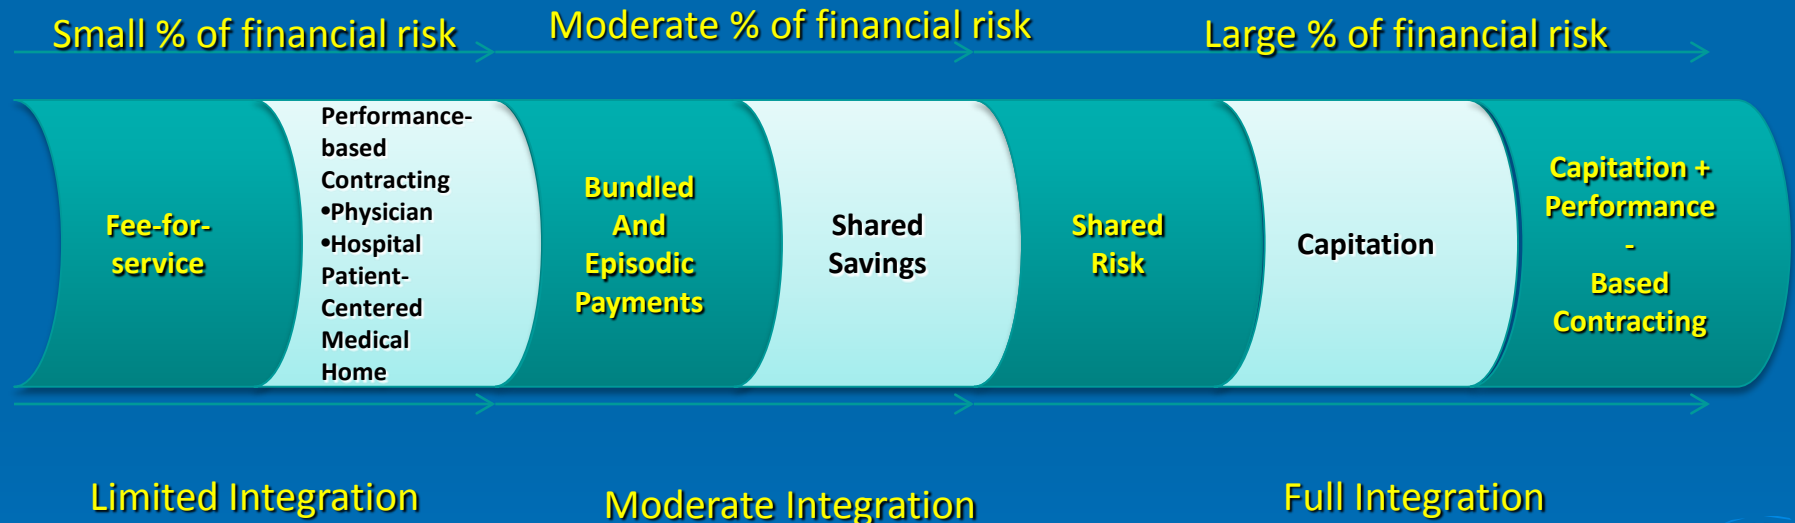 Small % of financial risk
Moderate % of financial risk
Large % of financial risk
Fee-for-
service
Performance-
based
Contracting
•Physician
•Hospital
Patient-
Centered
Medical
Home
Bundled
And
Episodic
Payments
Shared
Savings
Shared
Risk
Capitation
Capitation +
Performance
-
Based
Contracting
Limited Integration
Moderate Integration
Full Integration